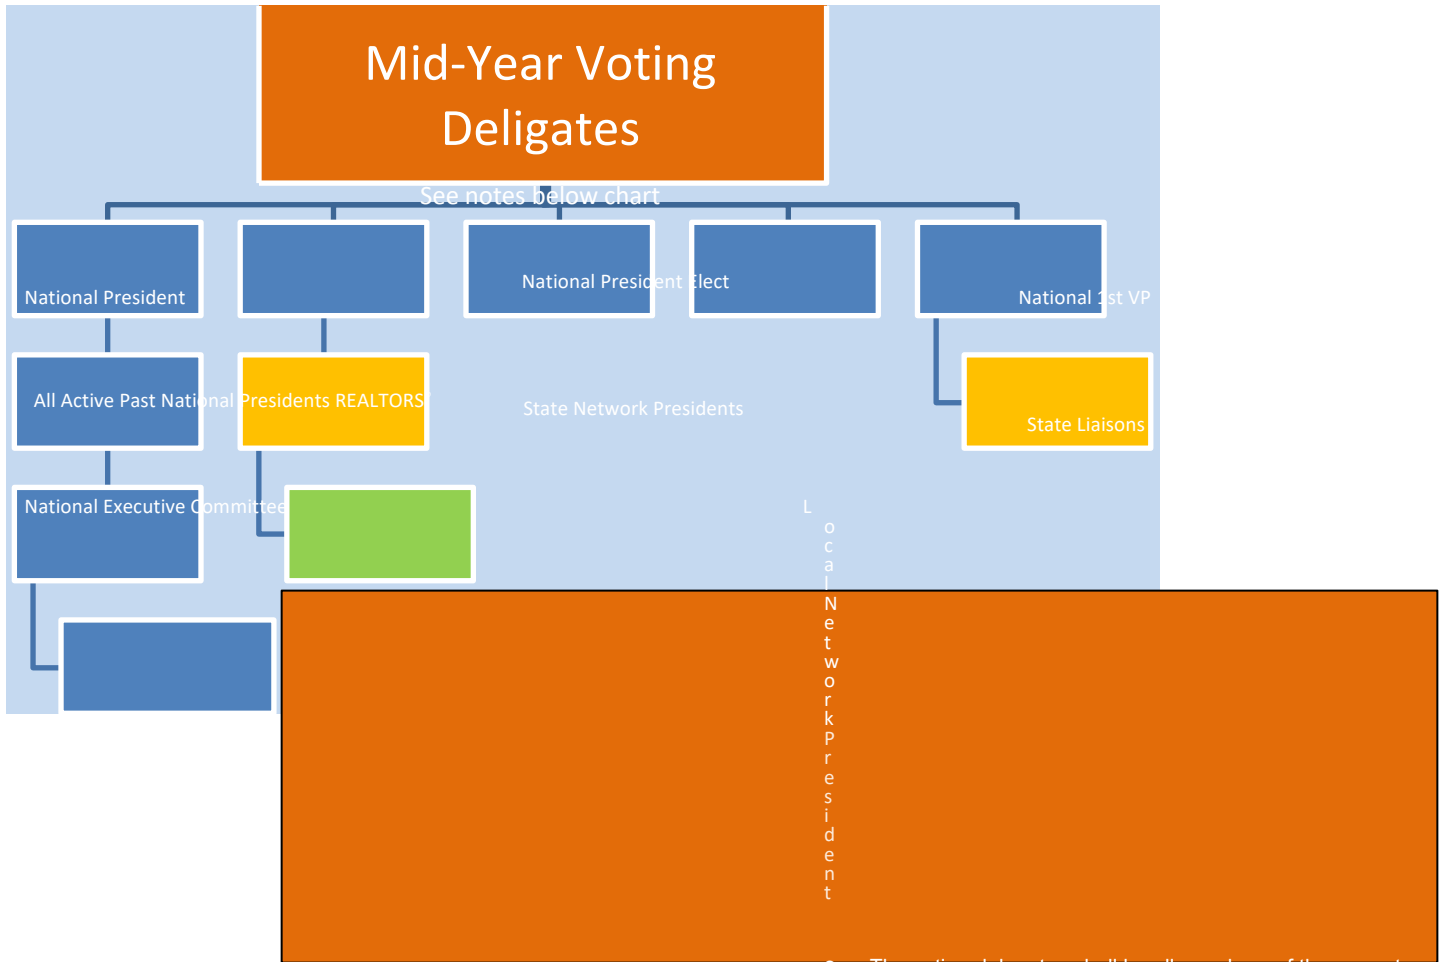 Mid-Year Voting
Deligates
See notes below chart
National President Elect
National President
National 1st VP
All Active Past National Presidents REALTORS
State Network Presidents
State Liaisons
National Executive Committee
L
o
c
a
l
N
e
t
w
o
r
k
P
r
e
s
i
d
e
n
t